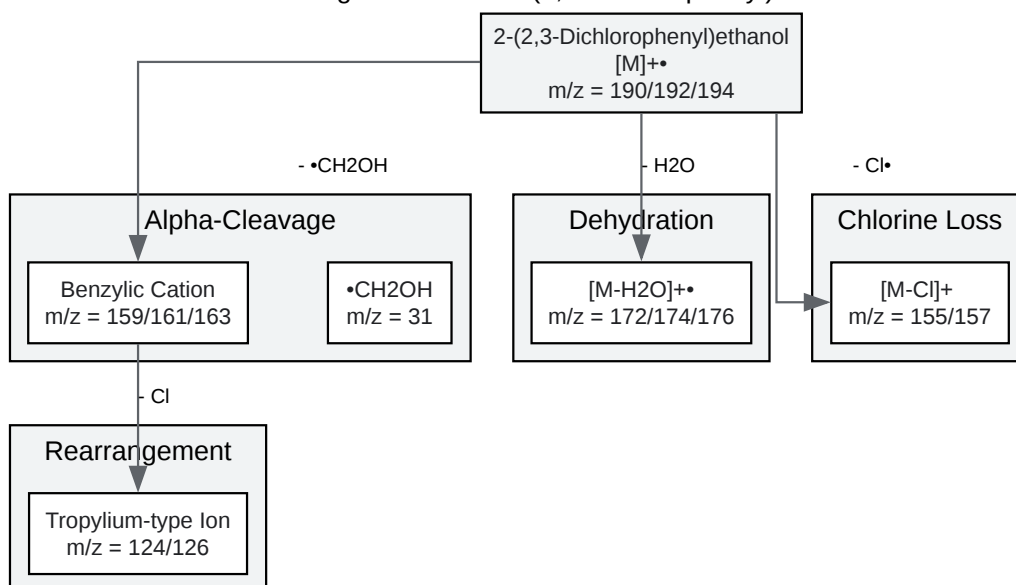 2-(2,3-Dichlorophenyl)ethanol
[M]+•
m/z = 190/192/194
- •CH2OH
- H2O
- Cl•
Alpha-Cleavage
Dehydration
Chlorine Loss
Benzylic Cation
m/z = 159/161/163
•CH2OH
m/z = 31
[M-H2O]+•
m/z = 172/174/176
[M-Cl]+
m/z = 155/157
- Cl
Rearrangement
Tropylium-type Ion
m/z = 124/126